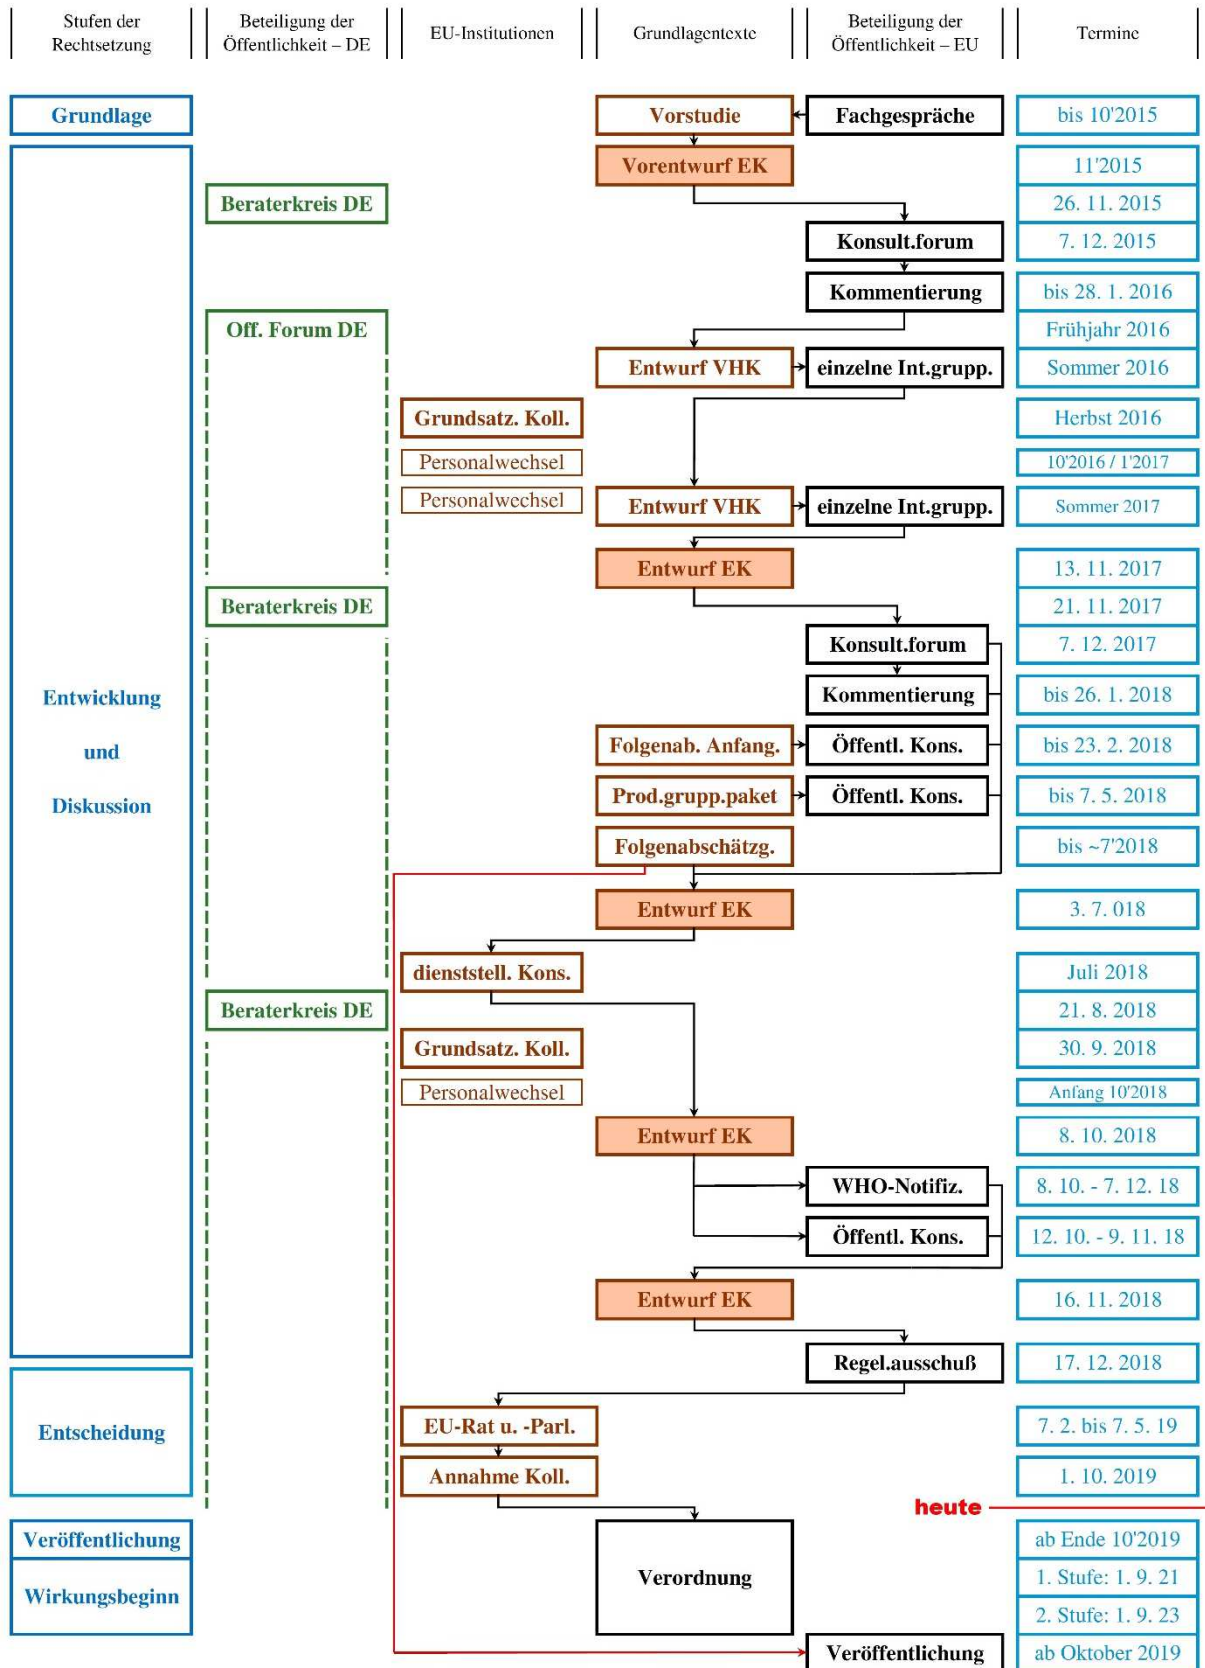 Stufen der
Rechtsetzung
Beteiligung der
Öffentlichkeit – DE
EU-Institutionen
Grundlagentexte
Beteiligung der
Öffentlichkeit – EU
Termine
Grundlage
Vorstudie
Fachgespräche
bis 10'2015
Vorentwurf EK
11'2015
Beraterkreis DE
26. 11. 2015
Konsult.forum
7. 12. 2015
Kommentierung
bis 28. 1. 2016
Off. Forum DE
Frühjahr 2016
Entwurf VHK
einzelne Int.grupp.
Sommer 2016
Grundsatz. Koll.
Herbst 2016
Personalwechsel
10'2016 / 1'2017
Personalwechsel
Entwurf VHK
einzelne Int.grupp.
Sommer 2017
Entwurf EK
13. 11. 2017
Beraterkreis DE
21. 11. 2017
Konsult.forum
7. 12. 2017
Entwicklung
und
Diskussion
Kommentierung
bis 26. 1. 2018
Folgenab. Anfang.
Öffentl. Kons.
bis 23. 2. 2018
Prod.grupp.paket
Öffentl. Kons.
bis 7. 5. 2018
Folgenabschätzg.
bis ~7'2018
Entwurf EK
3. 7. 018
dienststell. Kons.
Juli 2018
Beraterkreis DE
21. 8. 2018
Grundsatz. Koll.
30. 9. 2018
Personalwechsel
Anfang 10'2018
Entwurf EK
8. 10. 2018
WHO-Notifiz.
8. 10. - 7. 12. 18
Öffentl. Kons.
12. 10. - 9. 11. 18
Entwurf EK
16. 11. 2018
Regel.ausschuß
17. 12. 2018
Entscheidung
EU-Rat u. -Parl.
7. 2. bis 7. 5. 19
Annahme Koll.
1. 10. 2019
heute
Veröffentlichung
ab Ende 10'2019
Wirkungsbeginn
Verordnung
1. Stufe: 1. 9. 21
2. Stufe: 1. 9. 23
Veröffentlichung
ab Oktober 2019